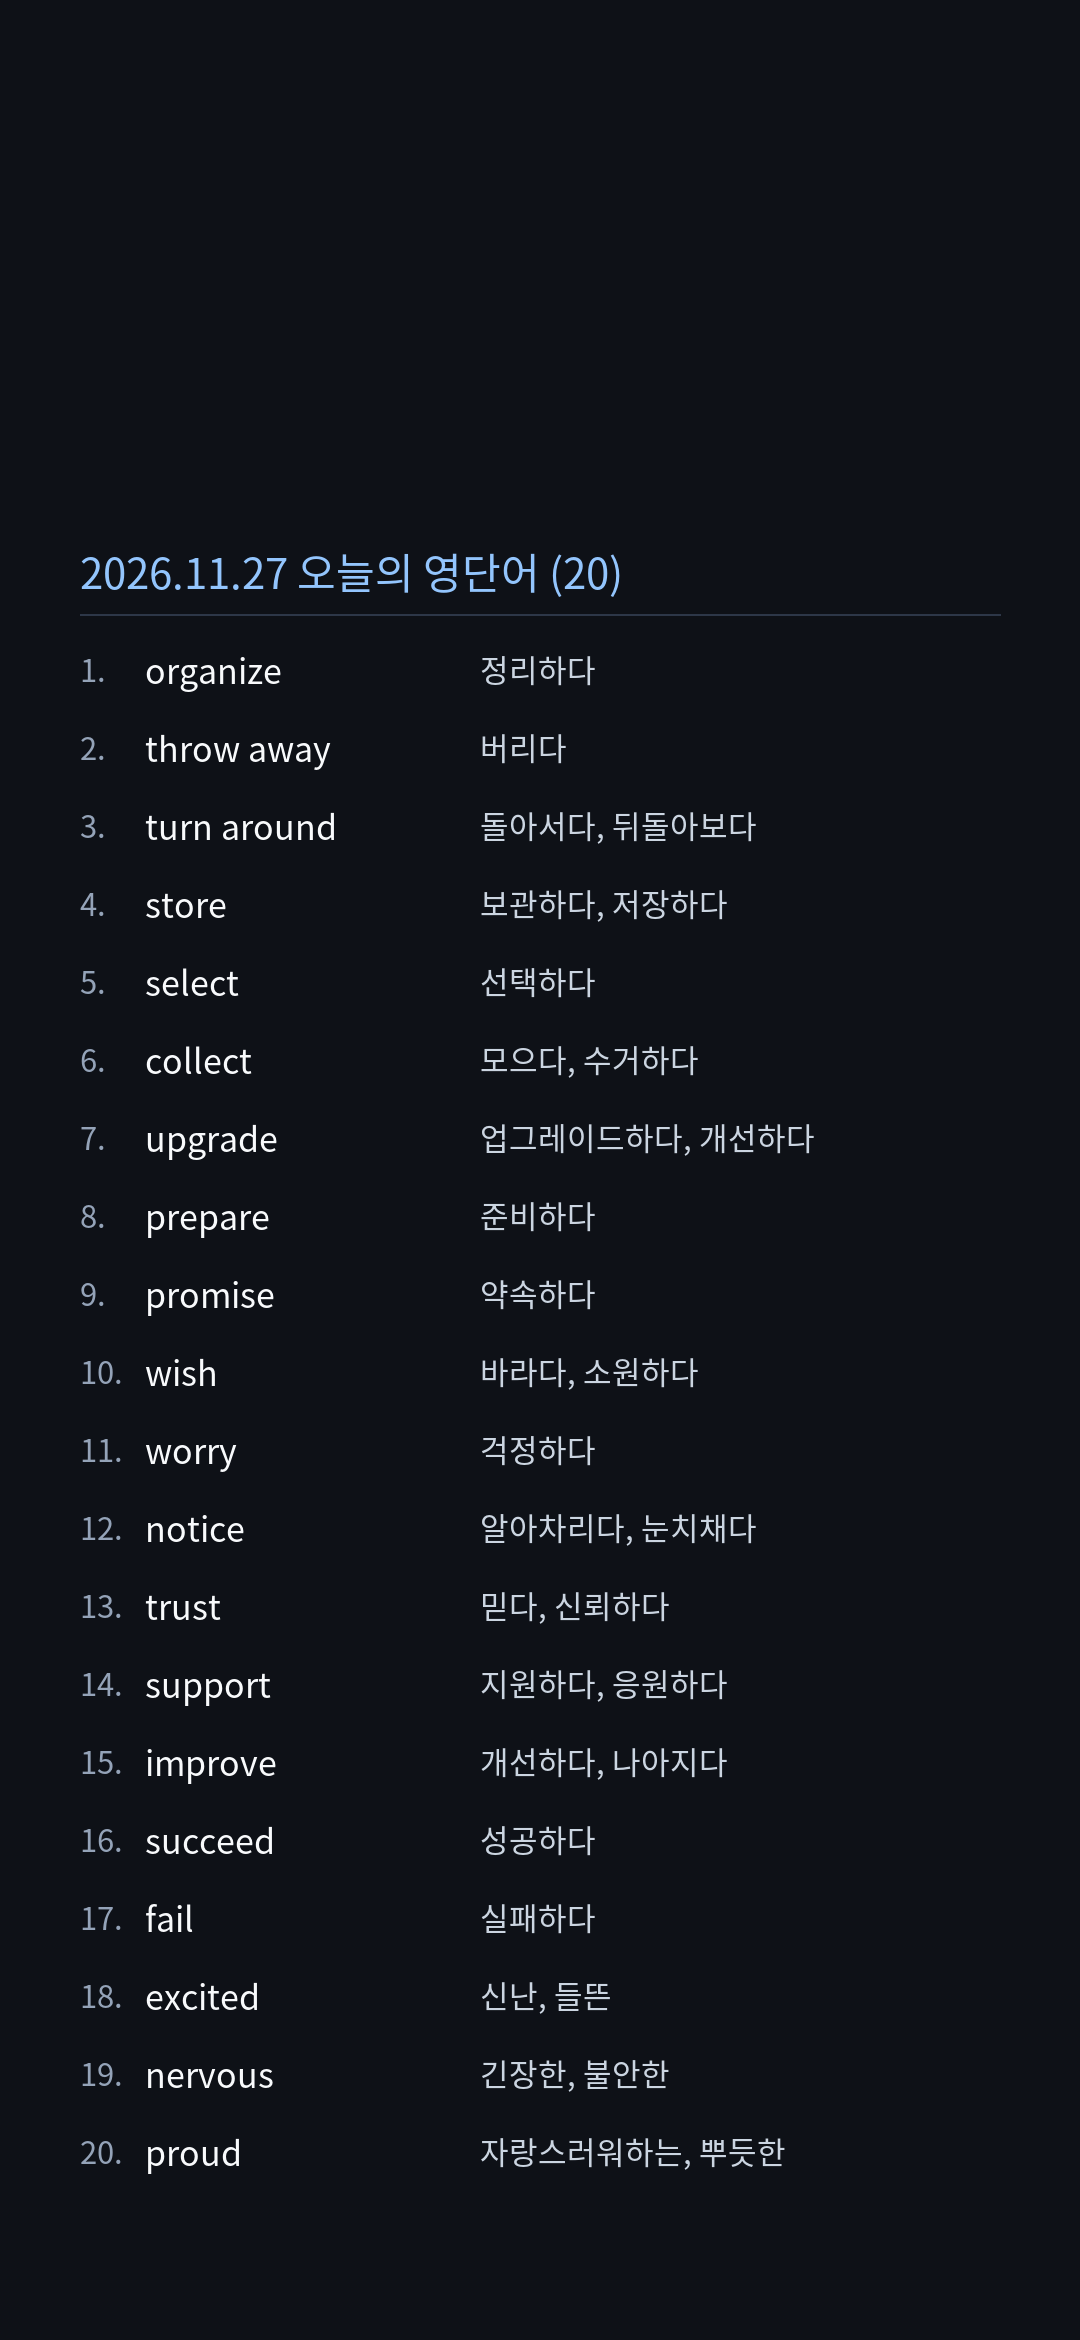 2026.11.27 오늘의 영단어 (20)
1. organize 정리하다
2. throw away 버리다
3. turn around 돌아서다, 뒤돌아보다
4. store 보관하다, 저장하다
5. select 선택하다
6. collect 모으다, 수거하다
7. upgrade 업그레이드하다, 개선하다
8. prepare 준비하다
9. promise 약속하다
10. wish 바라다, 소원하다
11. worry 걱정하다
12. notice 알아차리다, 눈치채다
13. trust 믿다, 신뢰하다
14. support 지원하다, 응원하다
15. improve 개선하다, 나아지다
16. succeed 성공하다
17. fail 실패하다
18. excited 신난, 들뜬
19. nervous 긴장한, 불안한
20. proud 자랑스러워하는, 뿌듯한